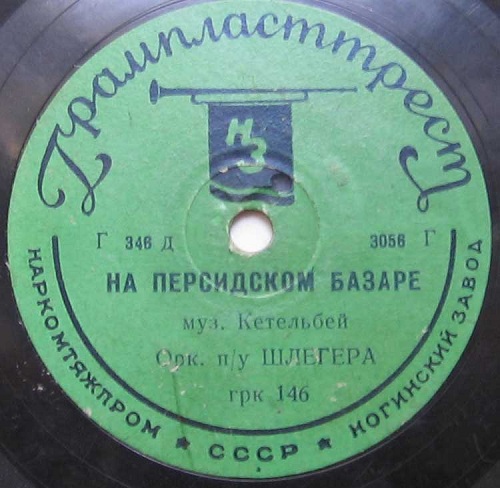 Грампласттрест
НЗ
Г 346 Д 3056 Г
НА ПЕРСИДСКОМ БАЗАРЕ
муз. Кетельбей
Орк. п/у ШЛЕГЕРА
грк 146
НАРКОМТЯЖПРОМ ★ СССР ★ НОГИНСКИЙ ЗАВОД